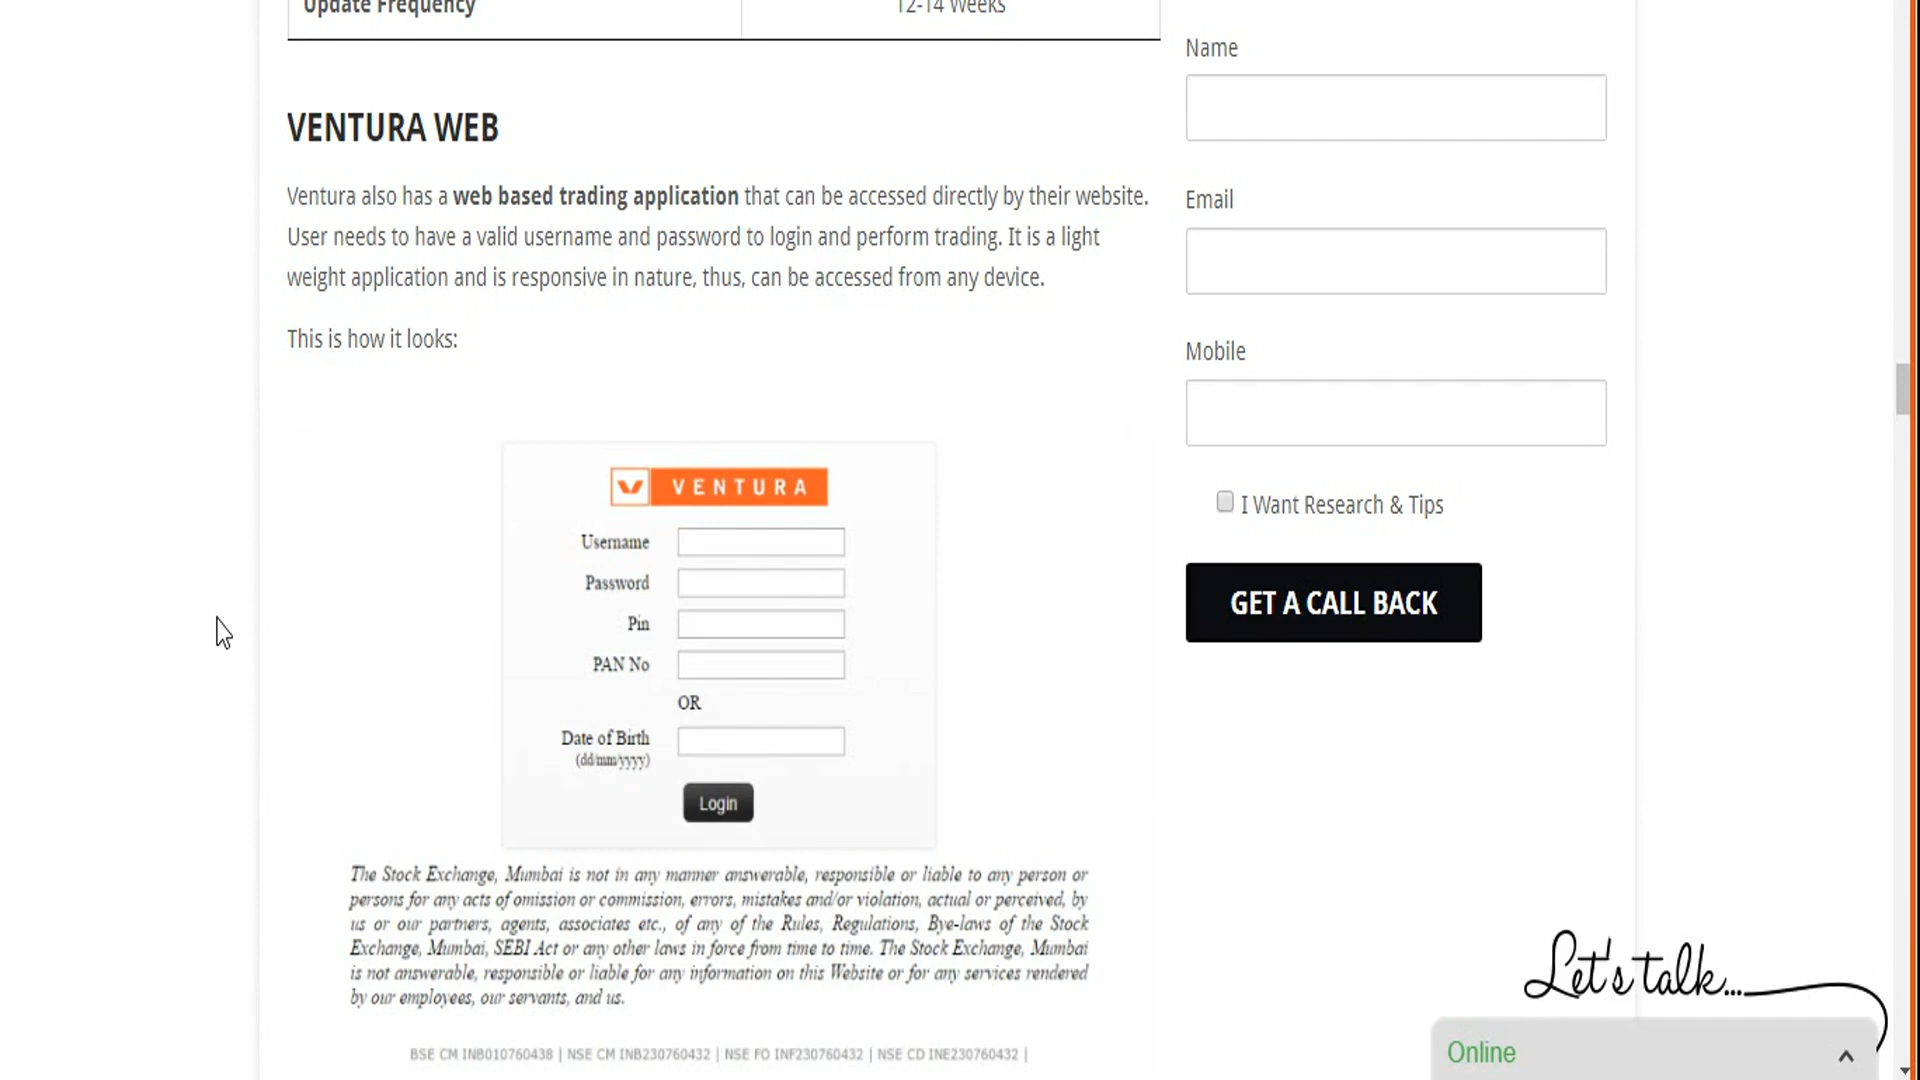 Update Frequency 12-14 Weeks
VENTURA WEB
Ventura also has a web based trading application that can be accessed directly by their website.
User needs to have a valid username and password to login and perform trading. It is a light
weight application and is responsive in nature, thus, can be accessed from any device.
This is how it looks:
VENTURA
Username
Password
Pin
PAN No
OR
Date of Birth
(dd/mm/yyyy)
Login
The Stock Exchange, Mumbai is not in any manner answerable, responsible or liable to any person or
persons for any acts of omission or commission, errors, mistakes and/or violation, actual or perceived, by
us or our partners, agents, associates etc., of any of the Rules, Regulations, Bye-laws of the Stock
Exchange, Mumbai, SEBI Act or any other laws in force from time to time. The Stock Exchange, Mumbai
is not answerable, responsible or liable for any information on this Website or for any services rendered
by our employees, our servants, and us.
BSE CM INB010760438 | NSE CM INB230760432 | NSE FO INF230760432 | NSE CD INE230760432 |
Name
Email
Mobile
I Want Research & Tips
GET A CALL BACK
Let's talk...
Online